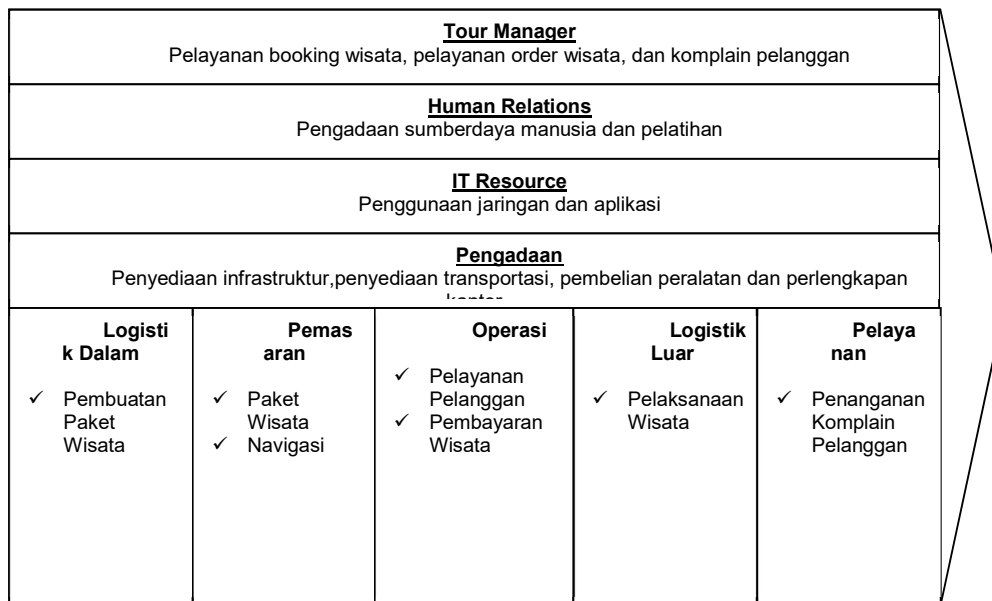 Tour Manager
Pelayanan booking wisata, pelayanan order wisata, dan komplain pelanggan
Human Relations
Pengadaan sumberdaya manusia dan pelatihan
IT Resource
Penggunaan jaringan dan aplikasi
Pengadaan
Penyediaan infrastruktur,penyediaan transportasi, pembelian peralatan dan perlengkapan
Logisti
k Dalam
✓ Pembuatan
Paket
Wisata
Pemas
aran
✓ Paket
Wisata
✓ Navigasi
Operasi
✓ Pelayanan
Pelanggan
✓ Pembayaran
Wisata
Logistik
Luar
✓ Pelaksanaan
Wisata
Pelaya
nan
✓ Penanganan
Komplain
Pelanggan